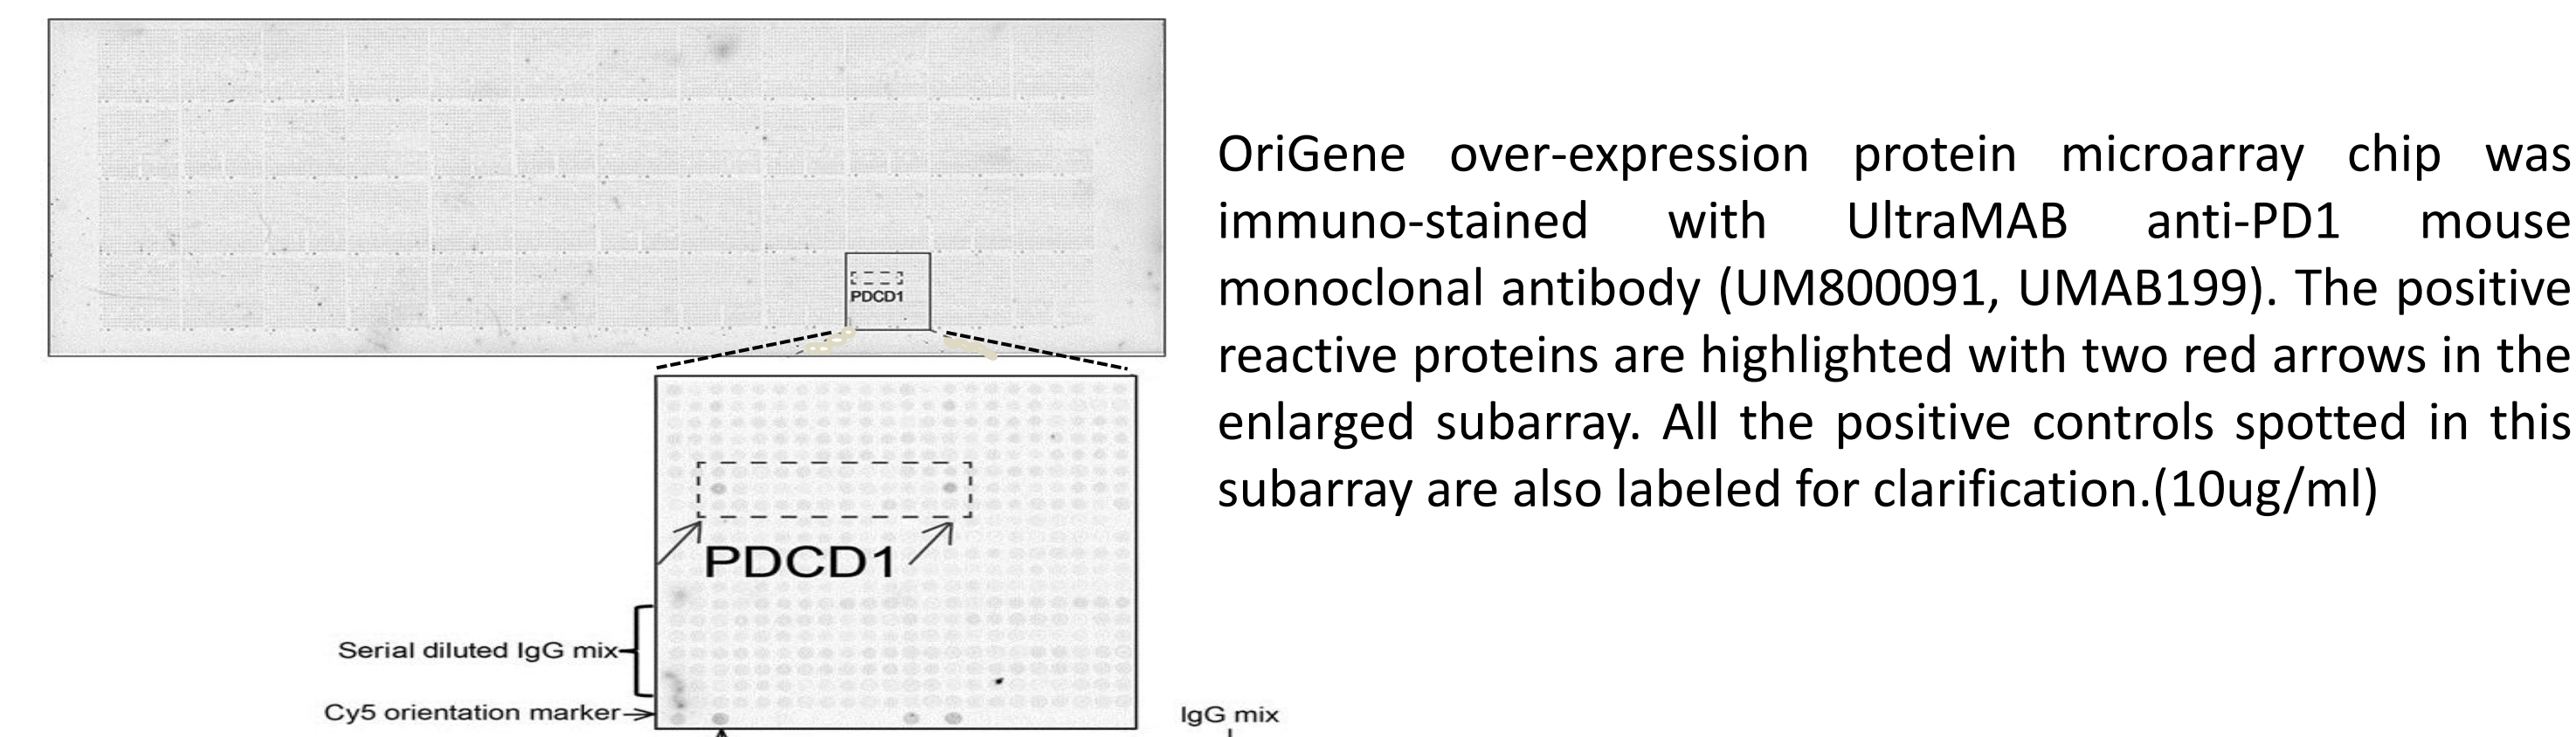 PDCD1
OriGene over-expression protein microarray chip was
immuno-stained with UltraMAB anti-PD1 mouse
monoclonal antibody (UM800091, UMAB199). The positive
reactive proteins are highlighted with two red arrows in the
enlarged subarray. All the positive controls spotted in this
subarray are also labeled for clarification.(10ug/ml)
PDCD1
Serial diluted IgG mix
Cy5 orientation marker
IgG mix